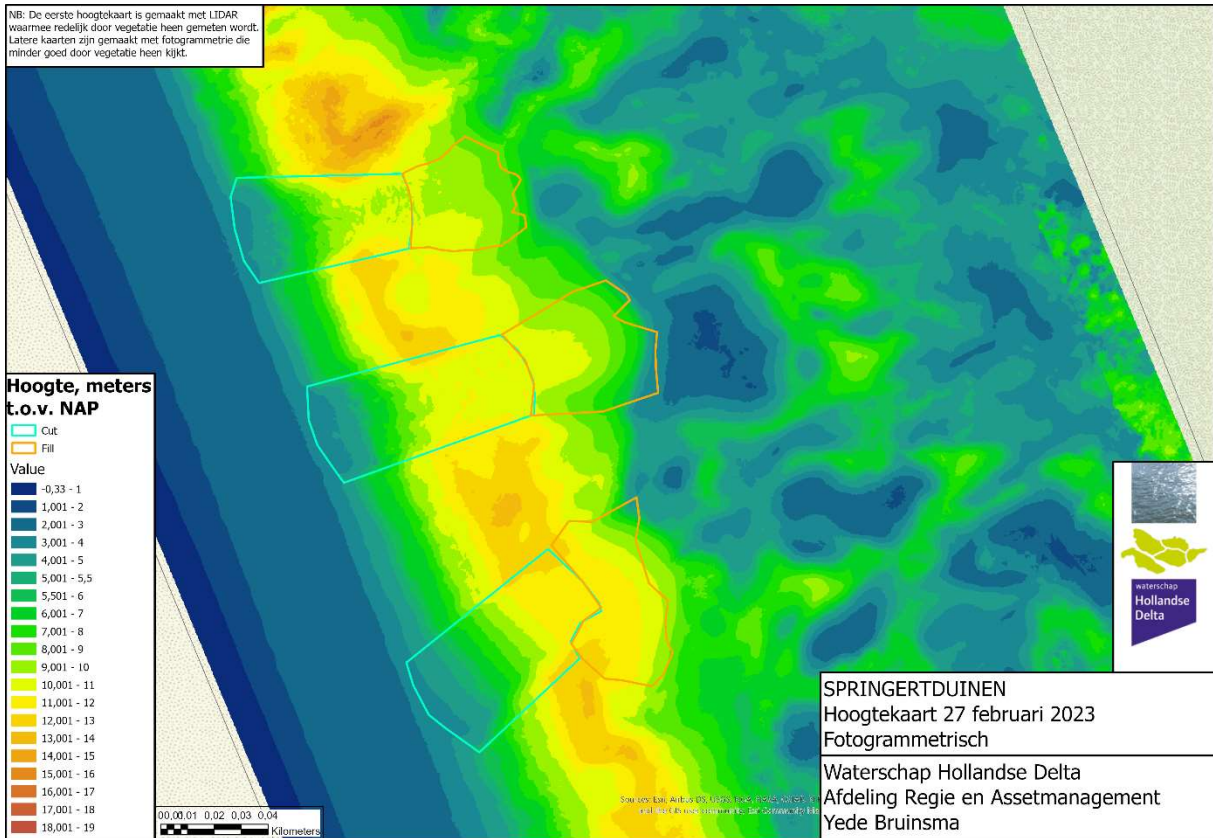 NB: De eerste hoogtekaart is gemaakt met LIDAR
waarmee redelijk door vegetatie heen gemeten wordt.
Latere kaarten zijn gemaakt met fotogrammetrie die
minder goed door vegetatie heen kijkt.
Hoogte, meters
t.o.v. NAP
Cut
Fill
Value
-0,33 - 1
1,001 - 2
2,001 - 3
3,001 - 4
4,001 - 5
5,001 - 5,5
5,501 - 6
6,001 - 7
7,001 - 8
8,001 - 9
9,001 - 10
10,001 - 11
11,001 - 12
12,001 - 13
13,001 - 14
14,001 - 15
15,001 - 16
16,001 - 17
17,001 - 18
18,001 - 19
0,02 0,03 0,04
Kilometers
Sources: Esri, Airbus DS, USGS,
waterschap
Hollandse
Delta
SPRINGERTDUINEN
Hoogtekaart 27 februari 2023
Fotogrammetrisch
Waterschap Hollandse Delta
Afdeling Regie en Assetmanagement
Yede Bruinsma